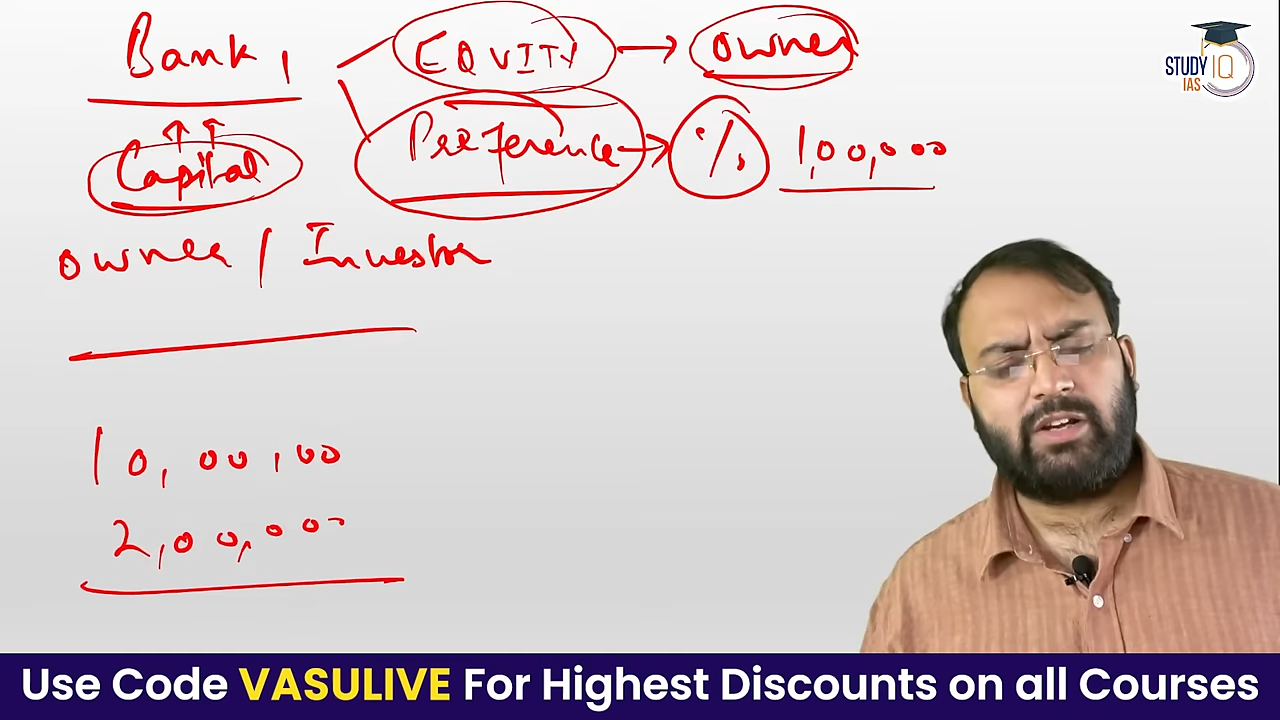 Bank,
EQUITY → owner
Preference → % 1,00,000
Capital
owner / Investor
10,00,00
2,00,000
STUDY IQ
IAS
Use Code VASULIVE For Highest Discounts on all Courses